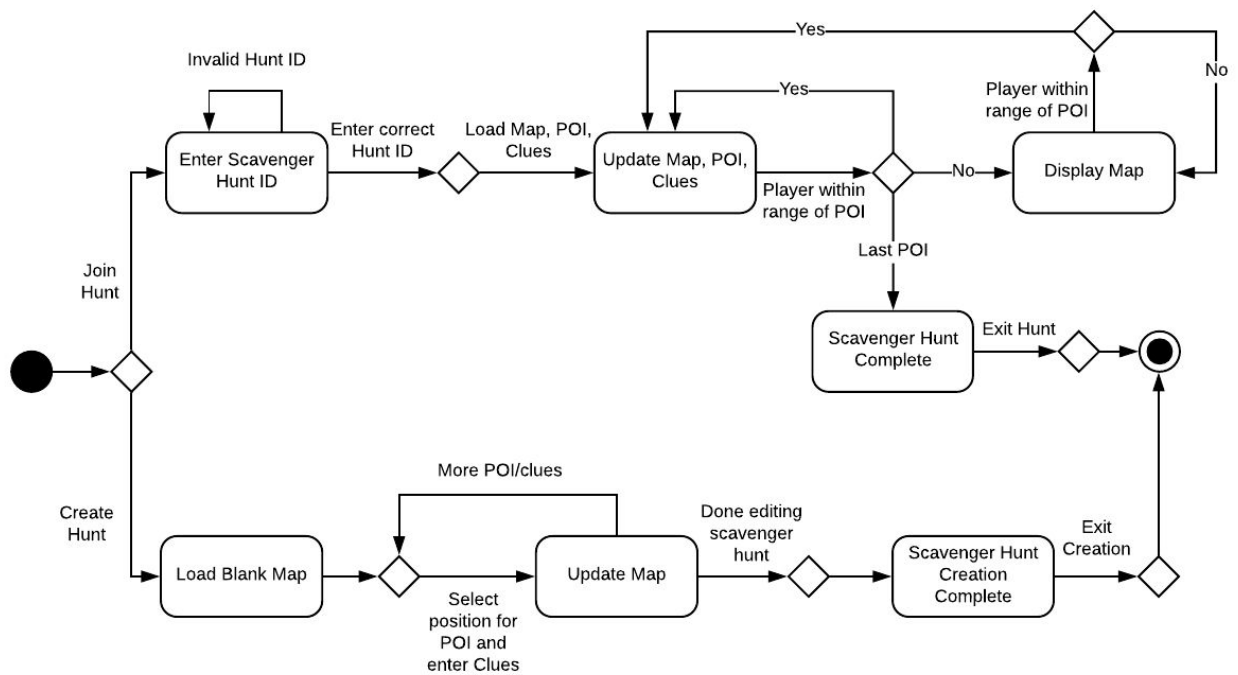 Yes
No
Invalid Hunt ID
Player within
range of POI
Yes
Enter correct
Hunt ID
Load Map, POI,
Clues
Enter Scavenger
Hunt ID
Update Map, POI,
Clues
Player within
range of POI
No
Display Map
Last POI
Join
Hunt
Scavenger Hunt
Complete
Exit Hunt
More POI/clues
Create
Hunt
Load Blank Map
Select
position for
POI and
enter Clues
Update Map
Done editing
scavenger
hunt
Scavenger Hunt
Creation
Complete
Exit
Creation